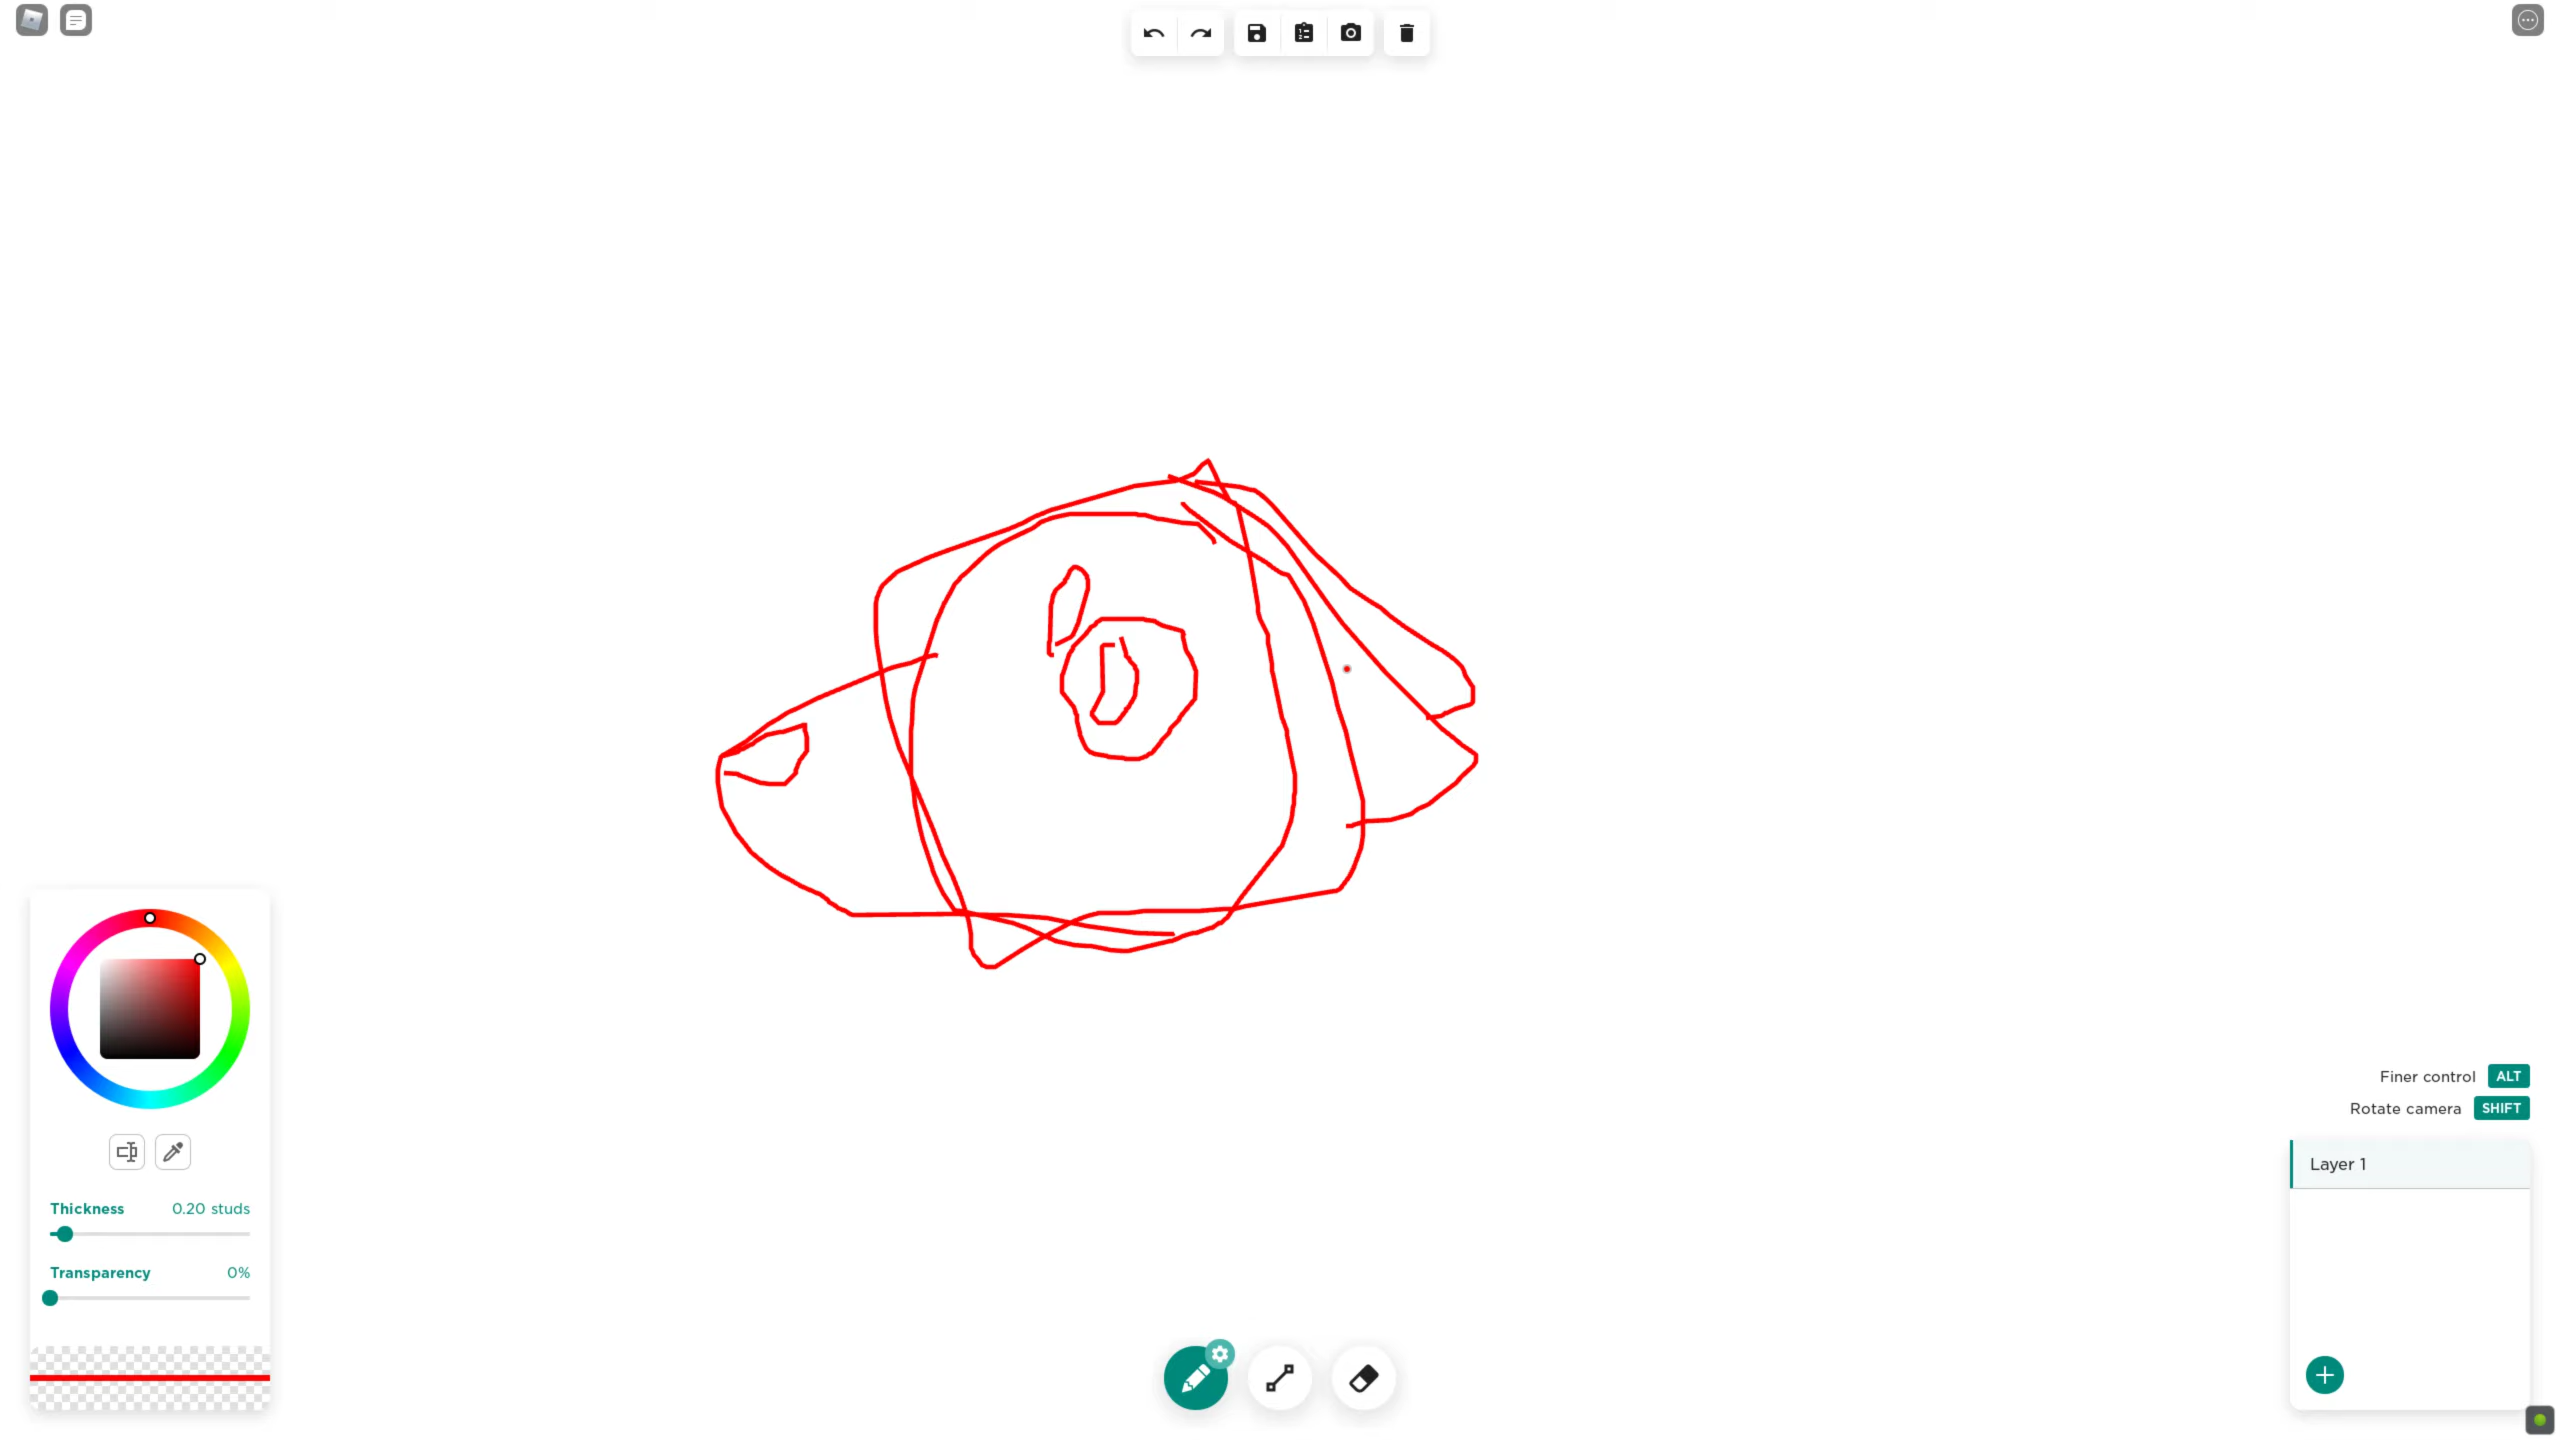 Finer control ALT
Rotate camera SHIFT
Layer 1
Thickness 0.20 studs
Transparency 0%